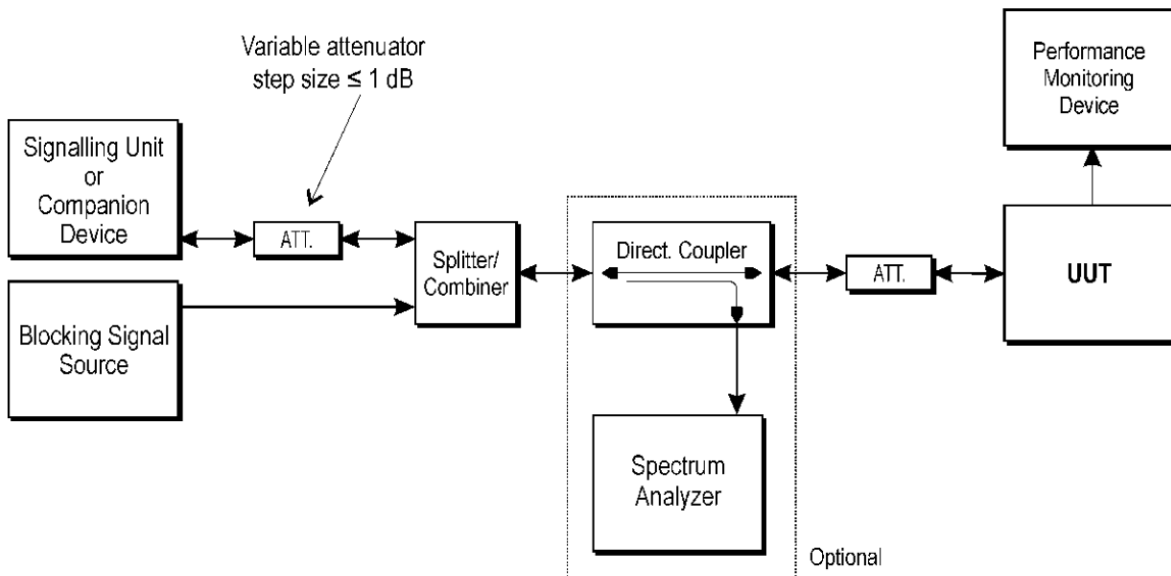 Variable attenuator
step size ≤ 1 dB
Performance
Monitoring
Device
Signalling Unit
or
Companion
Device
ATT.
Splitter/
Combiner
Direct. Coupler
ATT.
UUT
Blocking Signal
Source
Spectrum
Analyzer
Optional